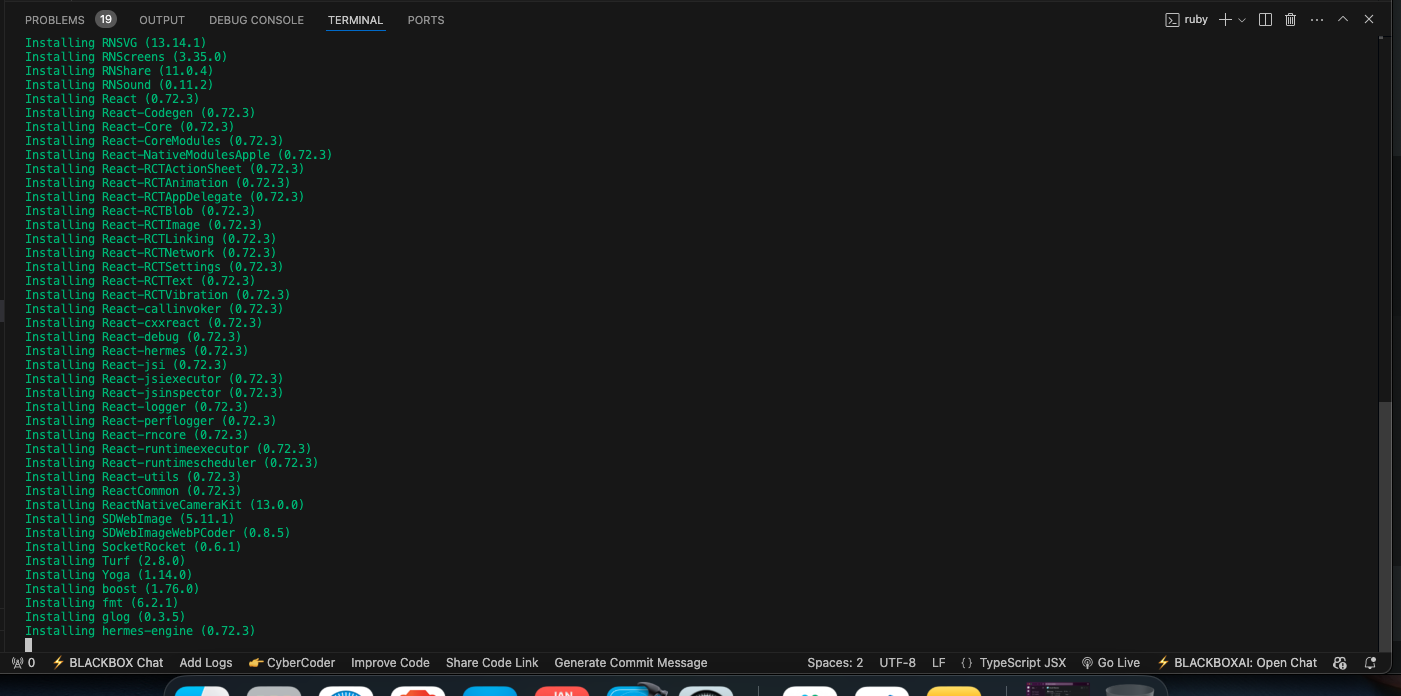 PROBLEMS 19 OUTPUT DEBUG CONSOLE TERMINAL PORTS ruby
Installing RNSVG (13.14.1)
Installing RNScreens (3.35.0)
Installing RNShare (11.0.4)
Installing RNSound (0.11.2)
Installing React (0.72.3)
Installing React-Codegen (0.72.3)
Installing React-Core (0.72.3)
Installing React-CoreModules (0.72.3)
Installing React-NativeModulesApple (0.72.3)
Installing React-RCTActionSheet (0.72.3)
Installing React-RCTAnimation (0.72.3)
Installing React-RCTAppDelegate (0.72.3)
Installing React-RCTBlob (0.72.3)
Installing React-RCTImage (0.72.3)
Installing React-RCTLinking (0.72.3)
Installing React-RCTNetwork (0.72.3)
Installing React-RCTSettings (0.72.3)
Installing React-RCTText (0.72.3)
Installing React-RCTVibration (0.72.3)
Installing React-callinvoker (0.72.3)
Installing React-cxxreact (0.72.3)
Installing React-debug (0.72.3)
Installing React-hermes (0.72.3)
Installing React-jsi (0.72.3)
Installing React-jsiexecutor (0.72.3)
Installing React-jsinspector (0.72.3)
Installing React-logger (0.72.3)
Installing React-perflogger (0.72.3)
Installing React-rncore (0.72.3)
Installing React-runtimeexecutor (0.72.3)
Installing React-runtimescheduler (0.72.3)
Installing React-utils (0.72.3)
Installing ReactCommon (0.72.3)
Installing ReactNativeCameraKit (13.0.0)
Installing SDWebImage (5.11.1)
Installing SDWebImageWebPCoder (0.8.5)
Installing SocketRocket (0.6.1)
Installing Turf (2.8.0)
Installing Yoga (1.14.0)
Installing boost (1.76.0)
Installing fmt (6.2.1)
Installing glog (0.3.5)
Installing hermes-engine (0.72.3)
0 ⚡ BLACKBOX Chat Add Logs 👉 CyberCoder Improve Code Share Code Link Generate Commit Message Spaces: 2 UTF-8 LF {} TypeScript JSX Go Live ⚡ BLACKBOXAI: Open Chat
JAN